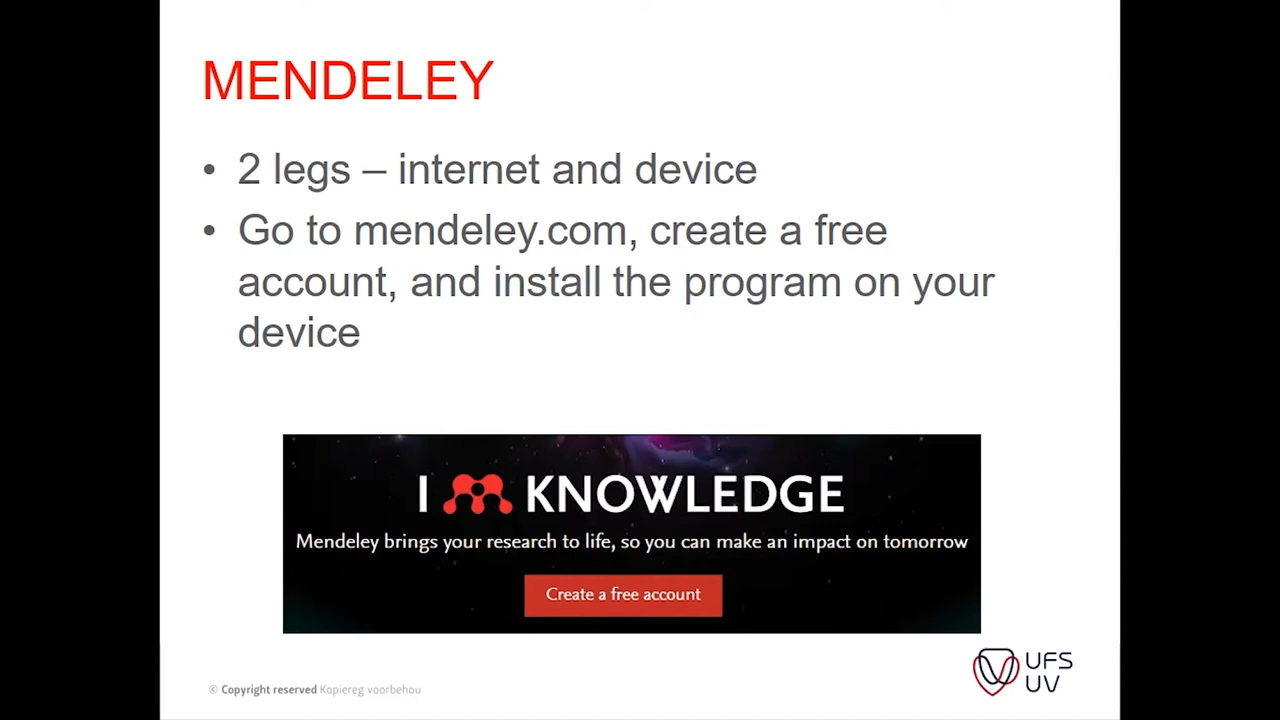 MENDELEY
• 2 legs – internet and device
• Go to mendeley.com, create a free
account, and install the program on your
device
I KNOWLEDGE
Mendeley brings your research to life, so you can make an impact on tomorrow
Create a free account
© Copyright reserved Kopiereg voorbehou
UFS
UV